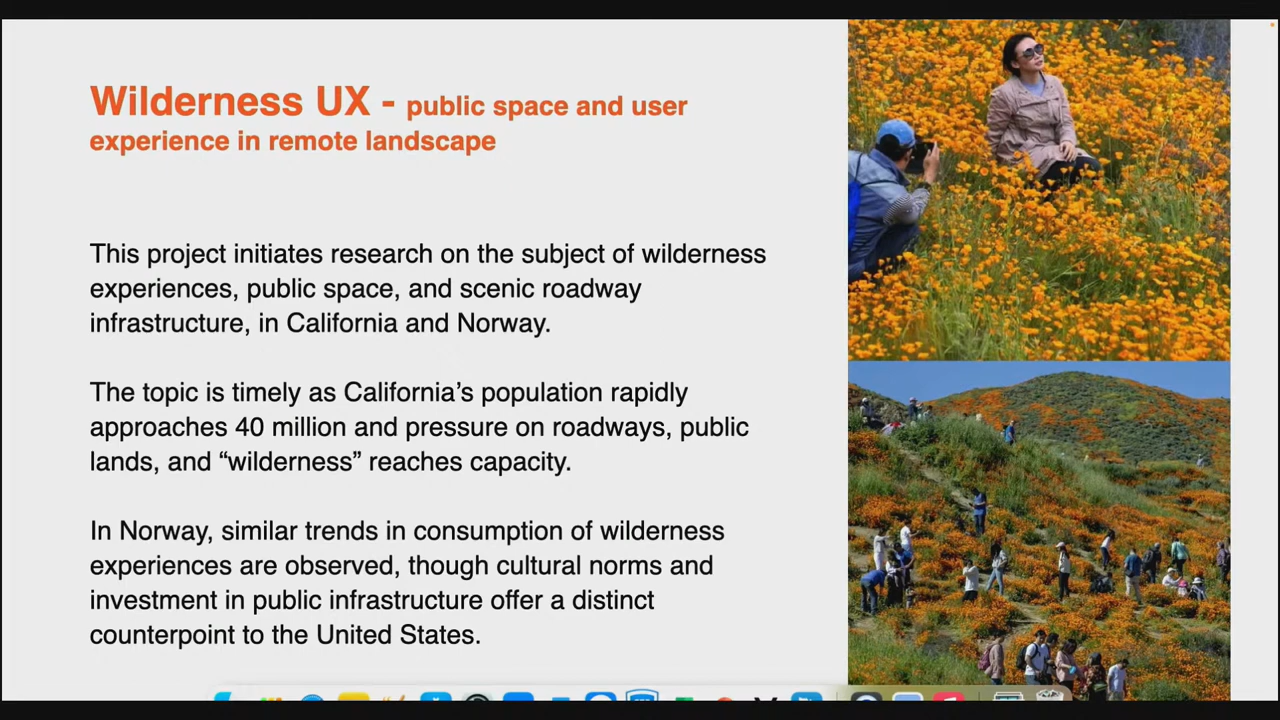 Wilderness UX - public space and user
experience in remote landscape
This project initiates research on the subject of wilderness
experiences, public space, and scenic roadway
infrastructure, in California and Norway.
The topic is timely as California’s population rapidly
approaches 40 million and pressure on roadways, public
lands, and “wilderness” reaches capacity.
In Norway, similar trends in consumption of wilderness
experiences are observed, though cultural norms and
investment in public infrastructure offer a distinct
counterpoint to the United States.